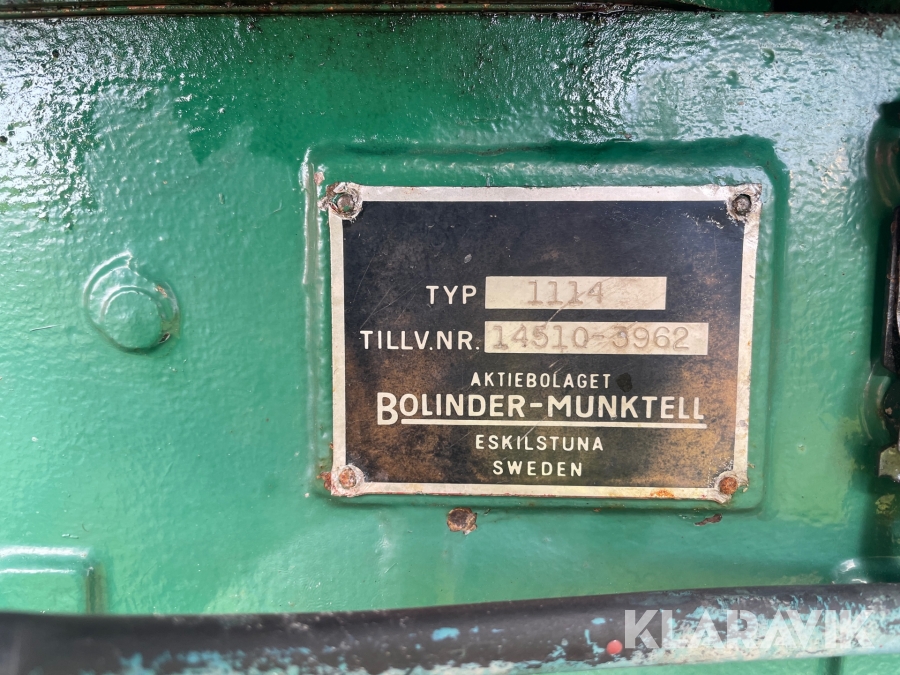 TYP 1114
TILLV.NR. 14510-3962
AKTIEBOLAGET
BOLINDER-MUNKTELL
ESKILSTUNA
SWEDEN
KLARAVIK